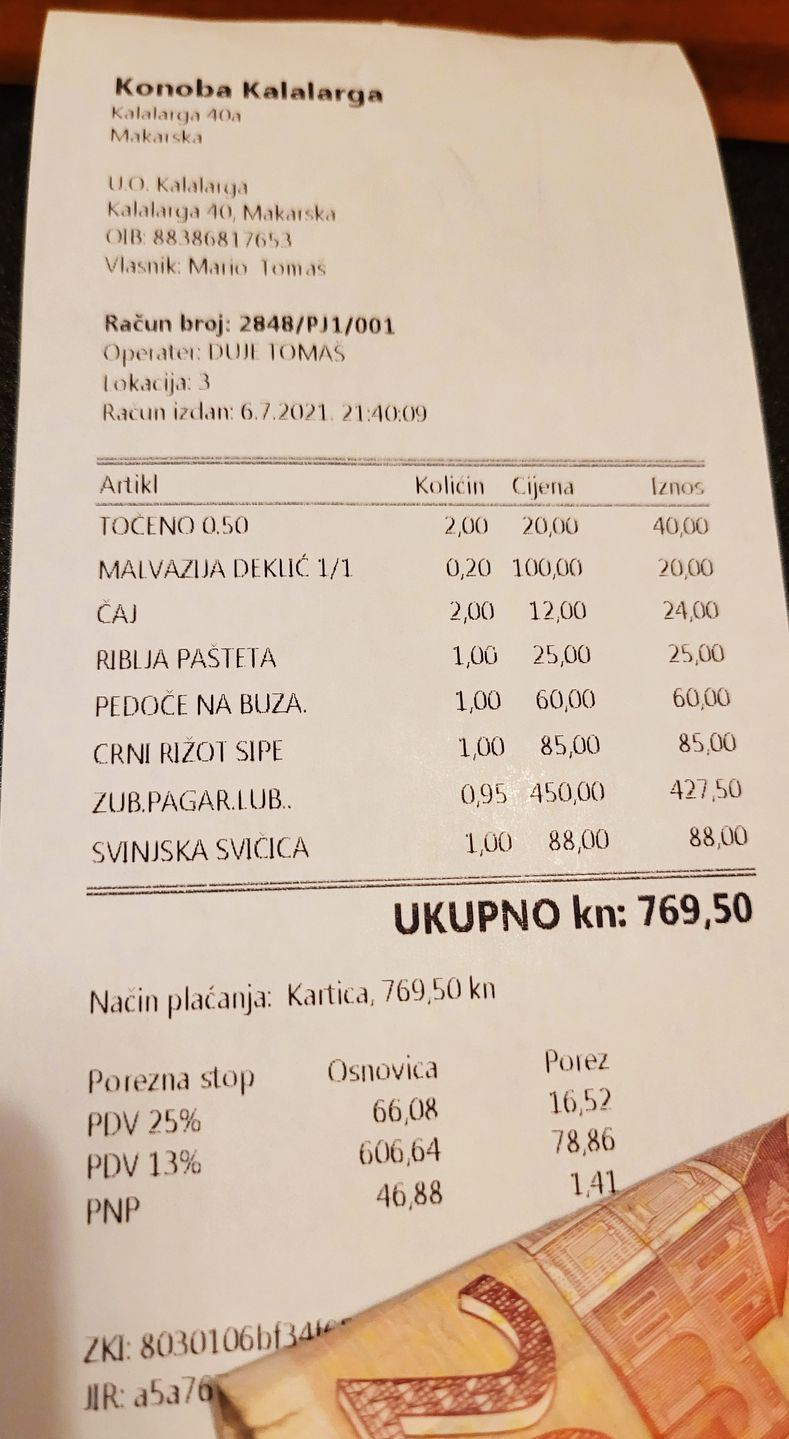 Konoba Kalalarga
Kalalarga 40a
Makarska
U.O. Kalalarga
Kalalarga 40, Makarska
OIB: 88386817653
Vlasnik: Mario Tomaš
Račun broj: 2848/PJ1/001
Operater: DUJE TOMAŠ
Lokacija: 3
Račun izdan: 6.7.2021. 21:40:09
Artikl Količin Cijena Iznos
TOČENO 0.50 2,00 20,00 40,00
MALVAZIJA DEKLIĆ 1/1 0,20 100,00 20,00
ČAJ 2,00 12,00 24,00
RIBLJA PAŠTETA 1,00 25,00 25,00
PEDOČE NA BUZA. 1,00 60,00 60,00
CRNI RIŽOT SIPE 1,00 85,00 85,00
ZUB.PAGAR.LUB.. 0,95 450,00 427,50
SVINJSKA SVIČICA 1,00 88,00 88,00
UKUPNO kn: 769,50
Način plaćanja: Kartica, 769,50 kn
Porezna stop Osnovica Porez
PDV 25% 66,08 16,52
PDV 13% 606,64 78,86
PNP 46,88 1,41
ZKI: 8030106bf34f
JIR: a5a76